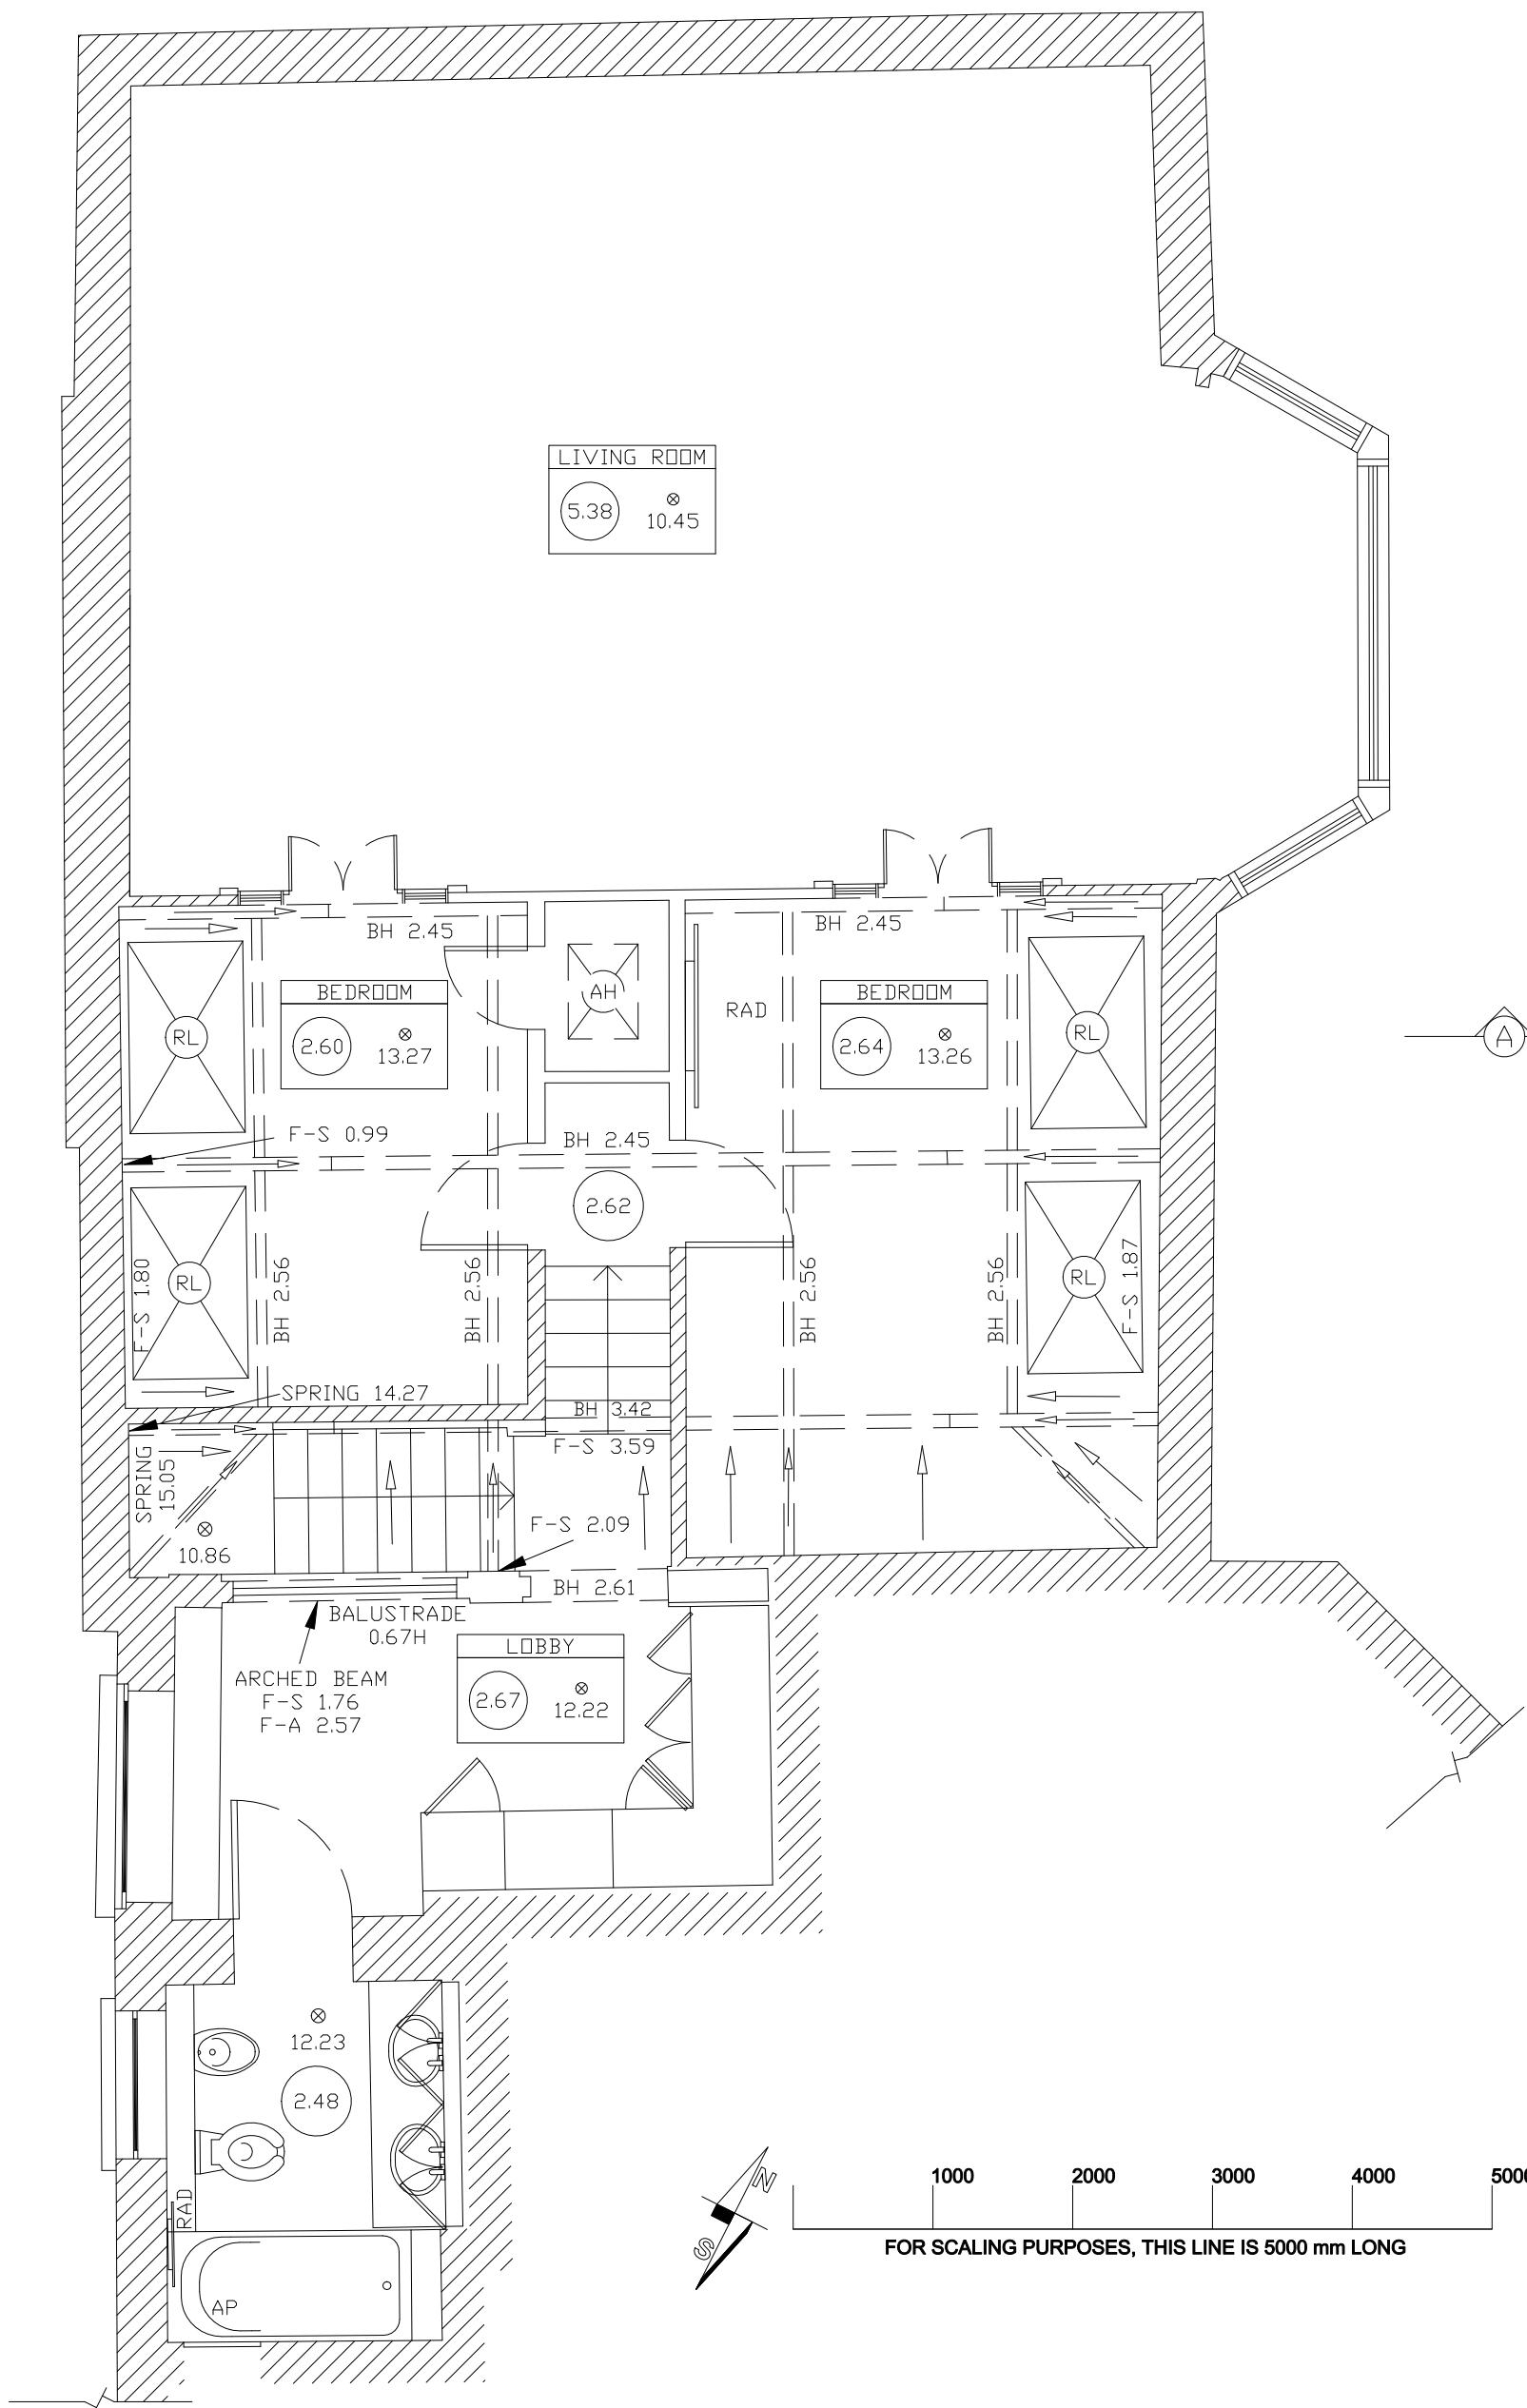 LIVING ROOM
5.38
10.45
BH 2.45
BH 2.45
BEDROOM
2.60
13.27
AH
RAD
BEDROOM
2.64
13.26
RL
RL
A
F-S 0.99
BH 2.45
2.62
F-S 1.80
RL
BH 2.56
BH 2.56
BH 2.56
BH 2.56
RL
F-S 1.87
SPRING 14.27
BH 3.42
F-S 3.59
SPRING
15.05
10.86
F-S 2.09
BH 2.61
BALUSTRADE
0.67H
LOBBY
2.67
12.22
ARCHED BEAM
F-S 1.76
F-A 2.57
12.23
2.48
RAD
AP
N
S
1000
2000
3000
4000
5000
FOR SCALING PURPOSES, THIS LINE IS 5000 mm LONG